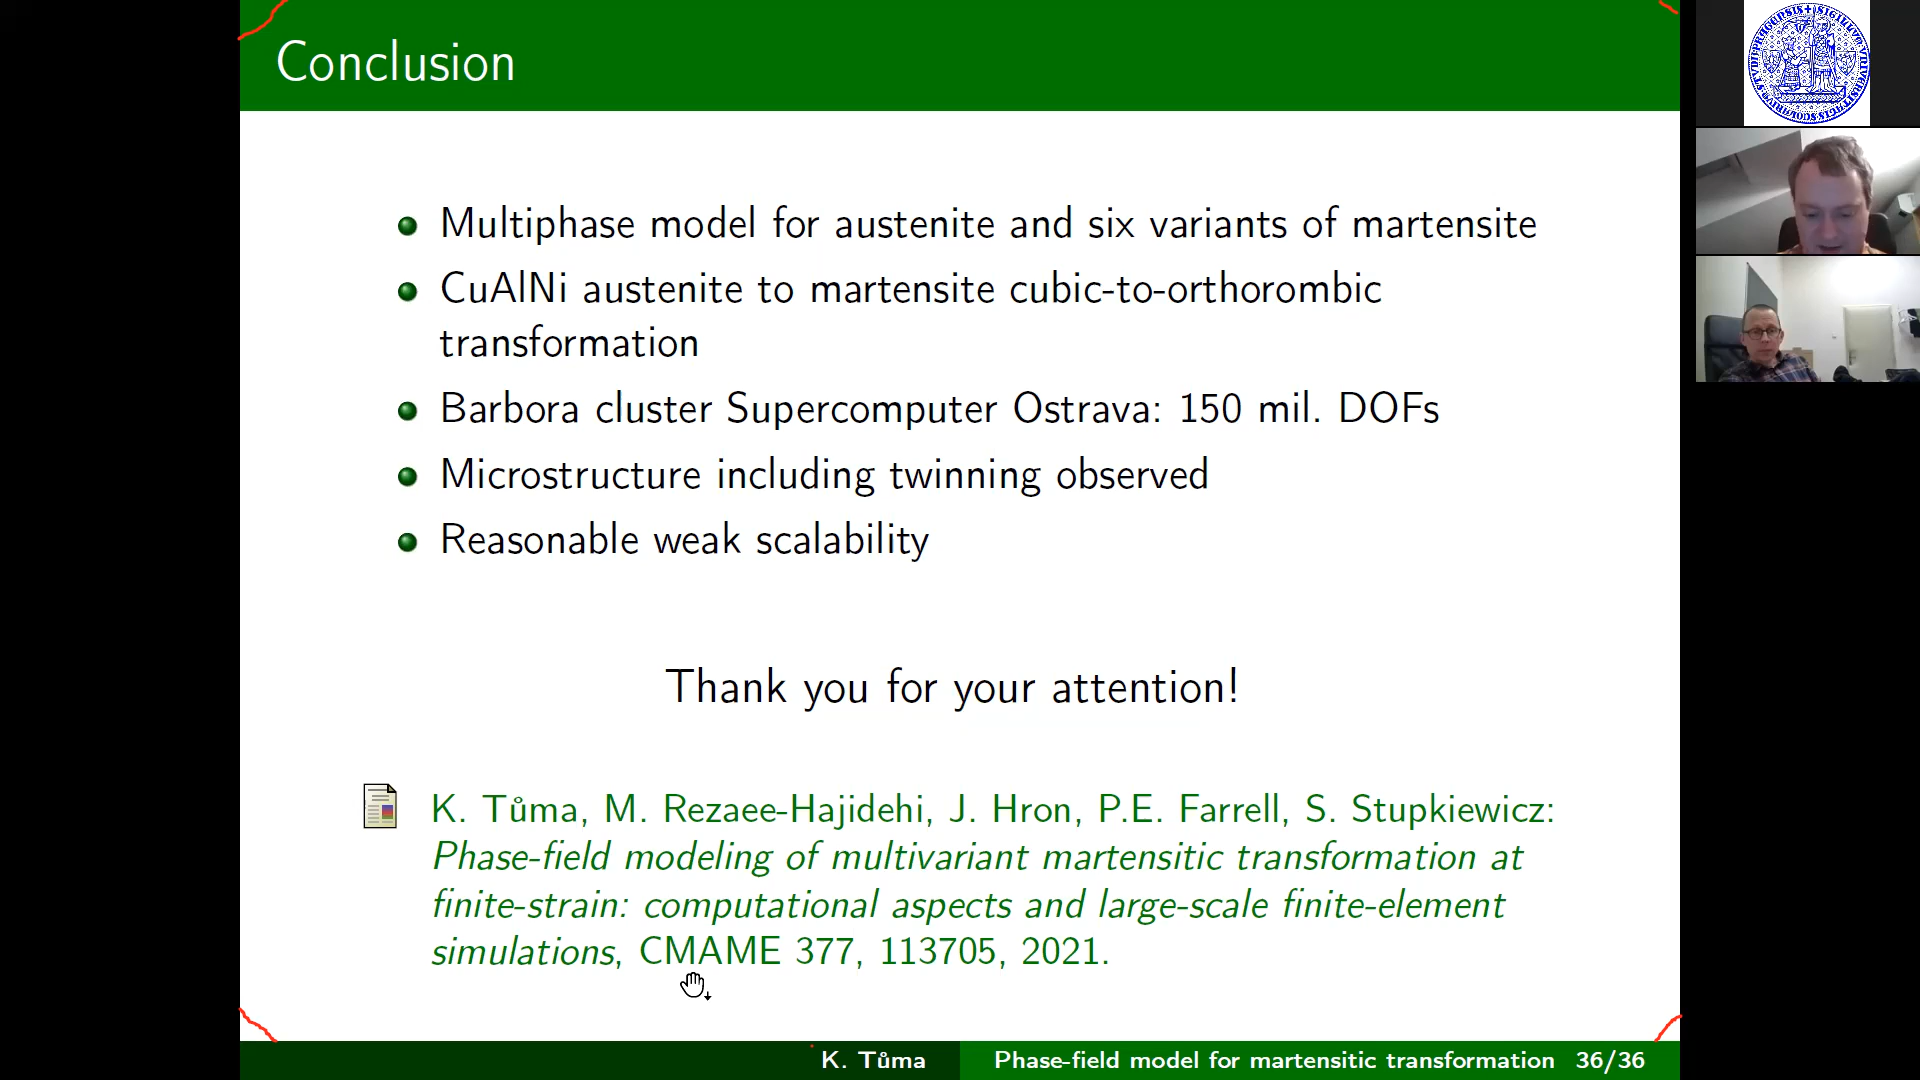 Conclusion
Multiphase model for austenite and six variants of martensite
CuAlNi austenite to martensite cubic-to-orthorombic
transformation
Barbora cluster Supercomputer Ostrava: 150 mil. DOFs
Microstructure including twinning observed
Reasonable weak scalability
Thank you for your attention!
K. Tůma, M. Rezaee-Hajidehi, J. Hron, P.E. Farrell, S. Stupkiewicz:
Phase-field modeling of multivariant martensitic transformation at
finite-strain: computational aspects and large-scale finite-element
simulations, CMAME 377, 113705, 2021.
K. Tůma Phase-field model for martensitic transformation 36/36